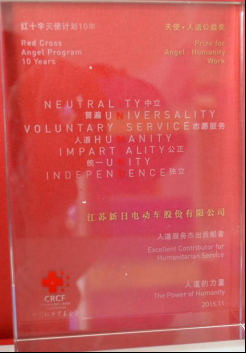 红十字天使计划10年
天使·人道公益奖
Red Cross
Angel Program
10 Years
Prize for
Angel · Humanity
Work
NEUTRALITY中立
普遍UNIVERSALITY
VOLUNTARY SERVICE志愿服务
人道HUMANITY
IMPARTIALITY公正
统一UNITY
INDEPENDENCE独立
江苏新日电动车股份有限公司
人道服务杰出贡献者
Excellent Contributor for
Humanitarian Service
CRCF
人道的力量
The Power of Humanity
2015.11